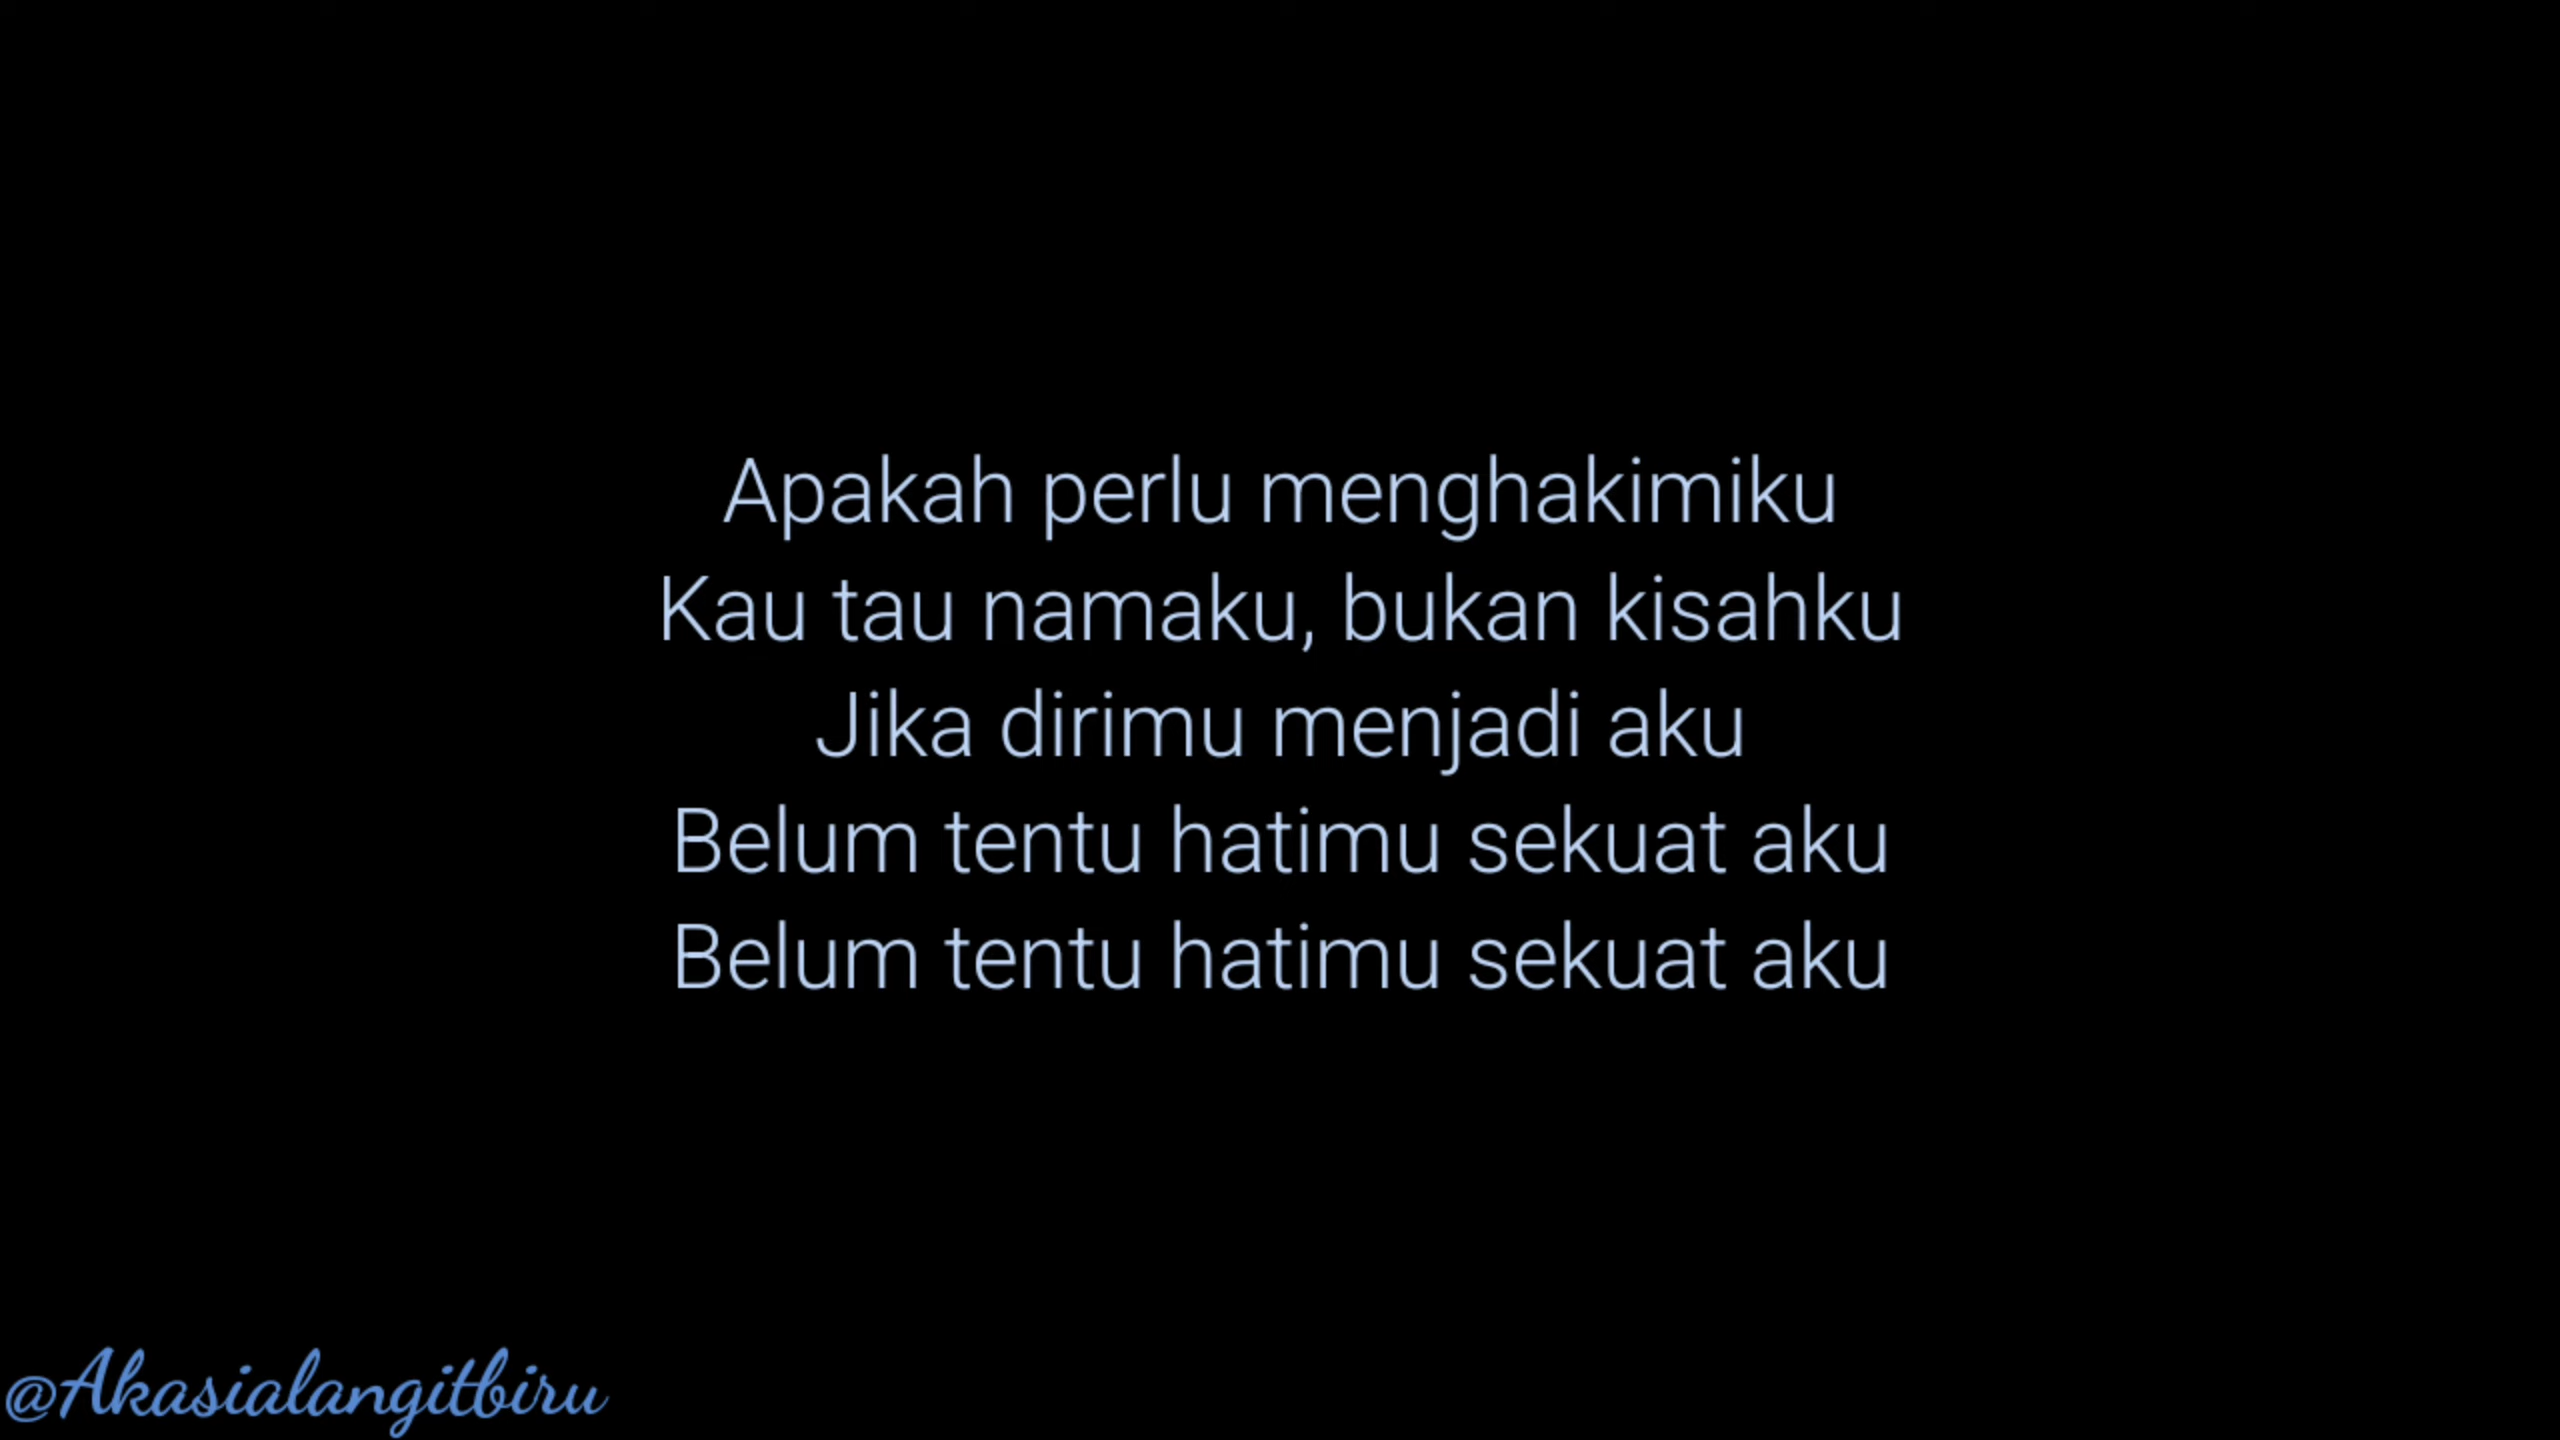 Apakah perlu menghakimiku
Kau tau namaku, bukan kisahku
Jika dirimu menjadi aku
Belum tentu hatimu sekuat aku
Belum tentu hatimu sekuat aku
@Akasialangitbiru